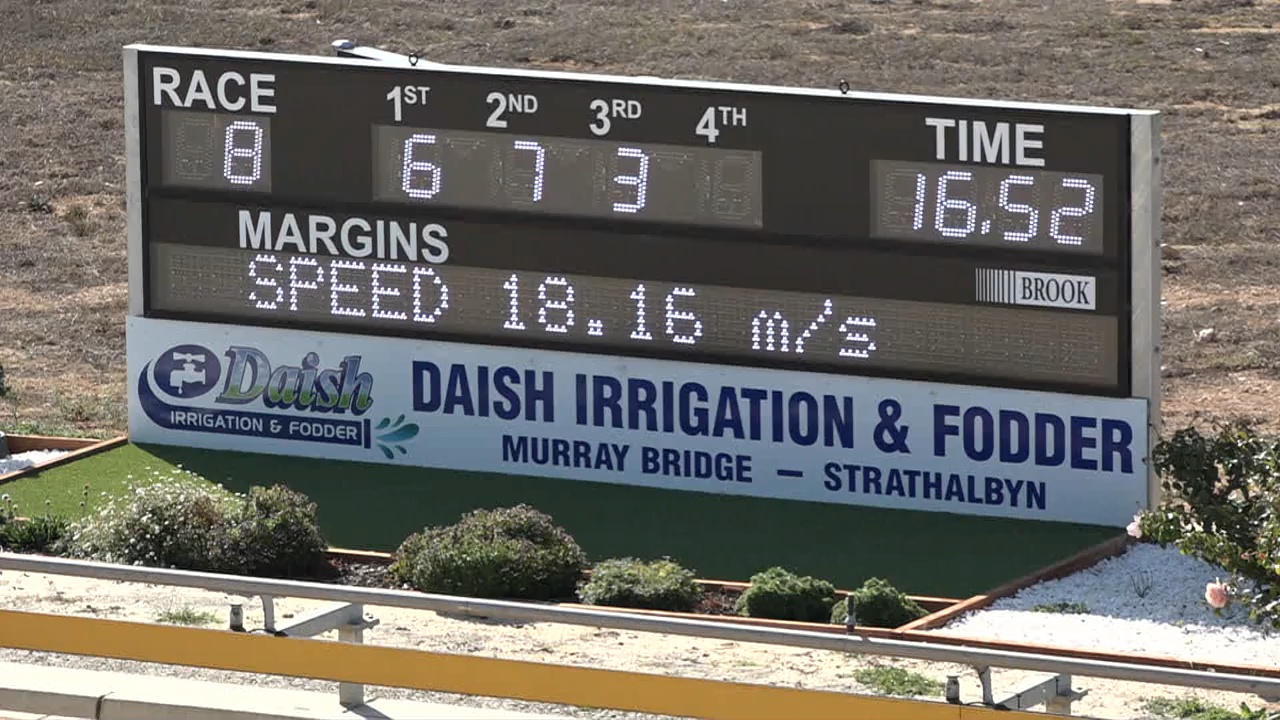 RACE 1ST 2ND 3RD 4TH TIME
8 6 7 3 16.52
MARGINS
BROOK
SPEED 18.16 m/s
Daish
IRRIGATION & FODDER
DAISH IRRIGATION & FODDER
MURRAY BRIDGE – STRATHALBYN